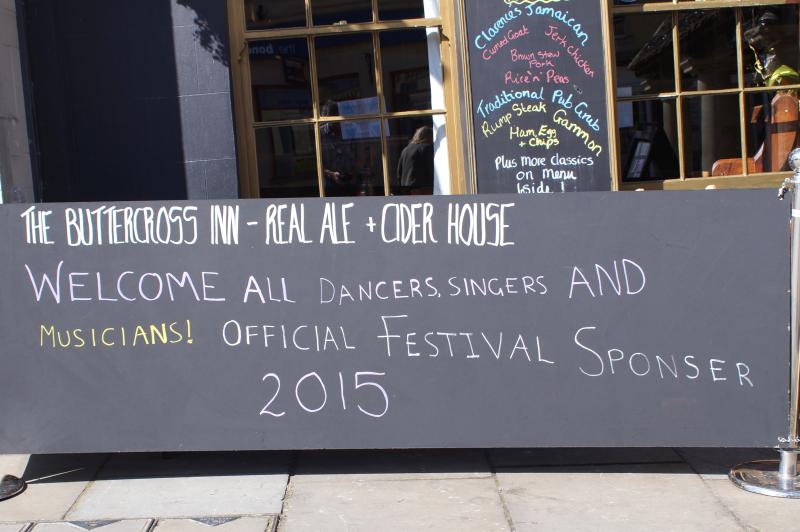 Clarences Jamaican
Curried Goat Jerk Chicken
Brown Stew
Pork
Rice 'n' Peas
Traditional Pub Grub
Rump Steak Gammon
Ham, Egg
+ Chips
Plus more classics
on menu
Iside!
THE BUTTERCROSS INN - REAL ALE + CIDER HOUSE
WELCOME ALL DANCERS, SINGERS AND
MUSICIANS! OFFICIAL FESTIVAL SPONSER
2015